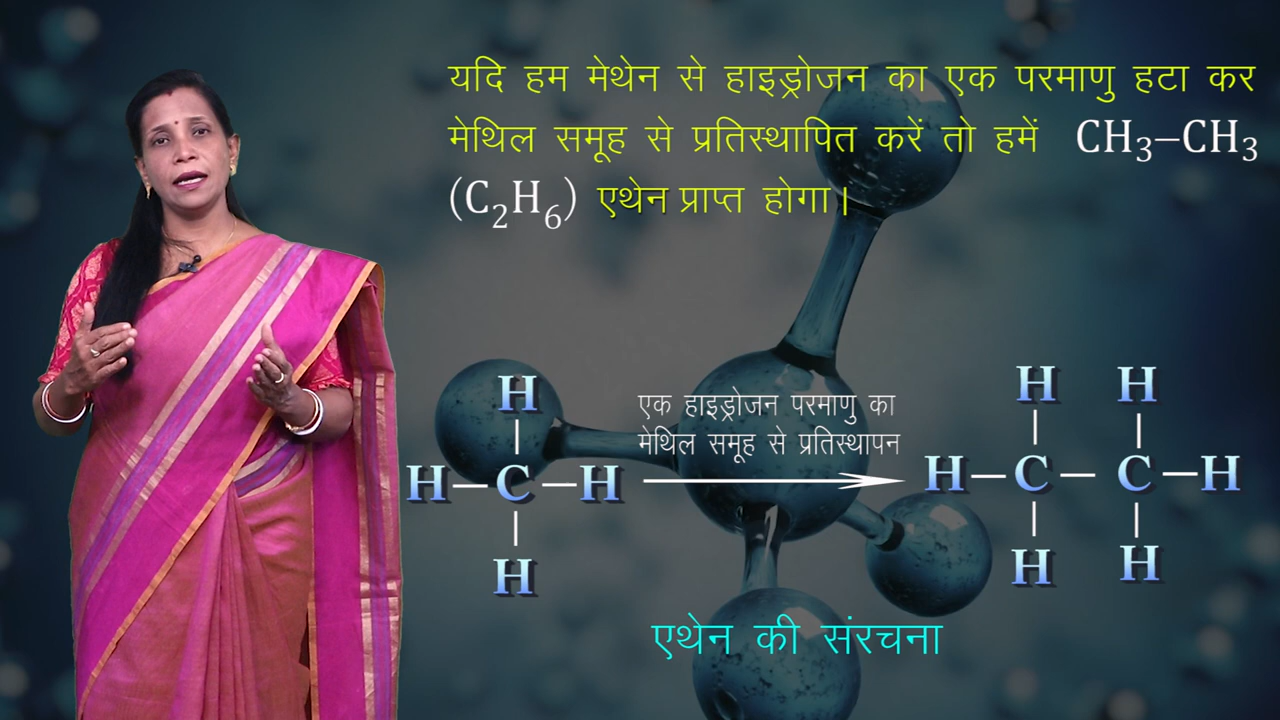 यदि हम मेथेन से हाइड्रोजन का एक परमाणु हटा कर
मेथिल समूह से प्रतिस्थापित करें तो हमें CH₃–CH₃
(C₂H₆) एथेन प्राप्त होगा।
H H H
एक हाइड्रोजन परमाणु का
मेथिल समूह से प्रतिस्थापन
H–C–H H–C–C–H
H H H
एथेन की संरचना